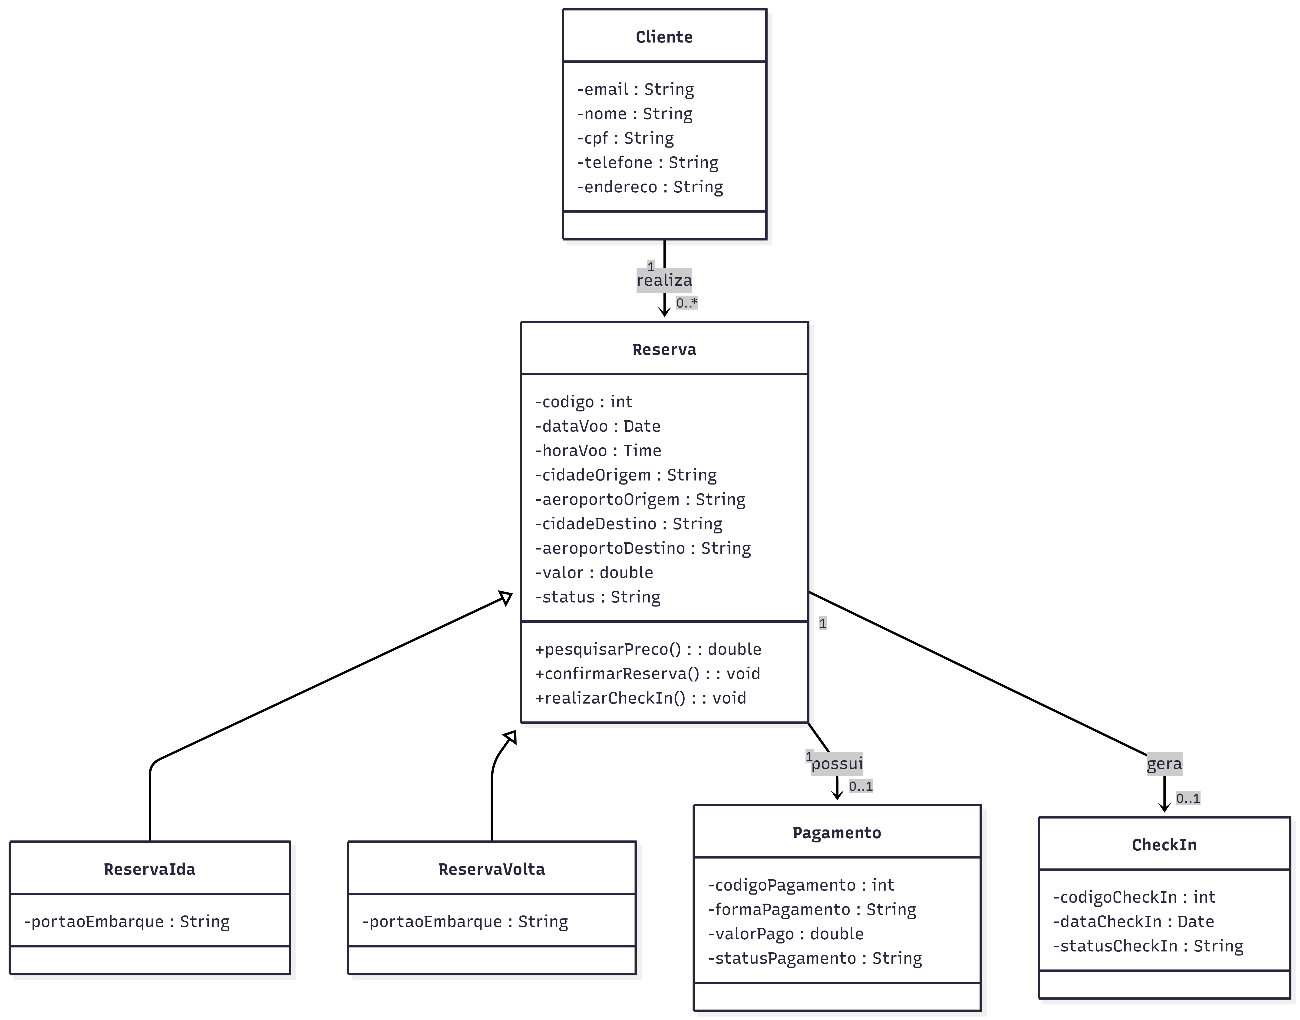 Cliente
-email : String
-nome : String
-cpf : String
-telefone : String
-endereco : String
1
realiza
0..*
Reserva
-codigo : int
-dataVoo : Date
-horaVoo : Time
-cidadeOrigem : String
-aeroportoOrigem : String
-cidadeDestino : String
-aeroportoDestino : String
-valor : double
-status : String
+pesquisarPreco() : : double
+confirmarReserva() : : void
+realizarCheckIn() : : void
1
possui
0..1
1
gera
0..1
ReservaIda
-portaoEmbarque : String
ReservaVolta
-portaoEmbarque : String
Pagamento
-codigoPagamento : int
-formaPagamento : String
-valorPago : double
-statusPagamento : String
CheckIn
-codigoCheckIn : int
-dataCheckIn : Date
-statusCheckIn : String